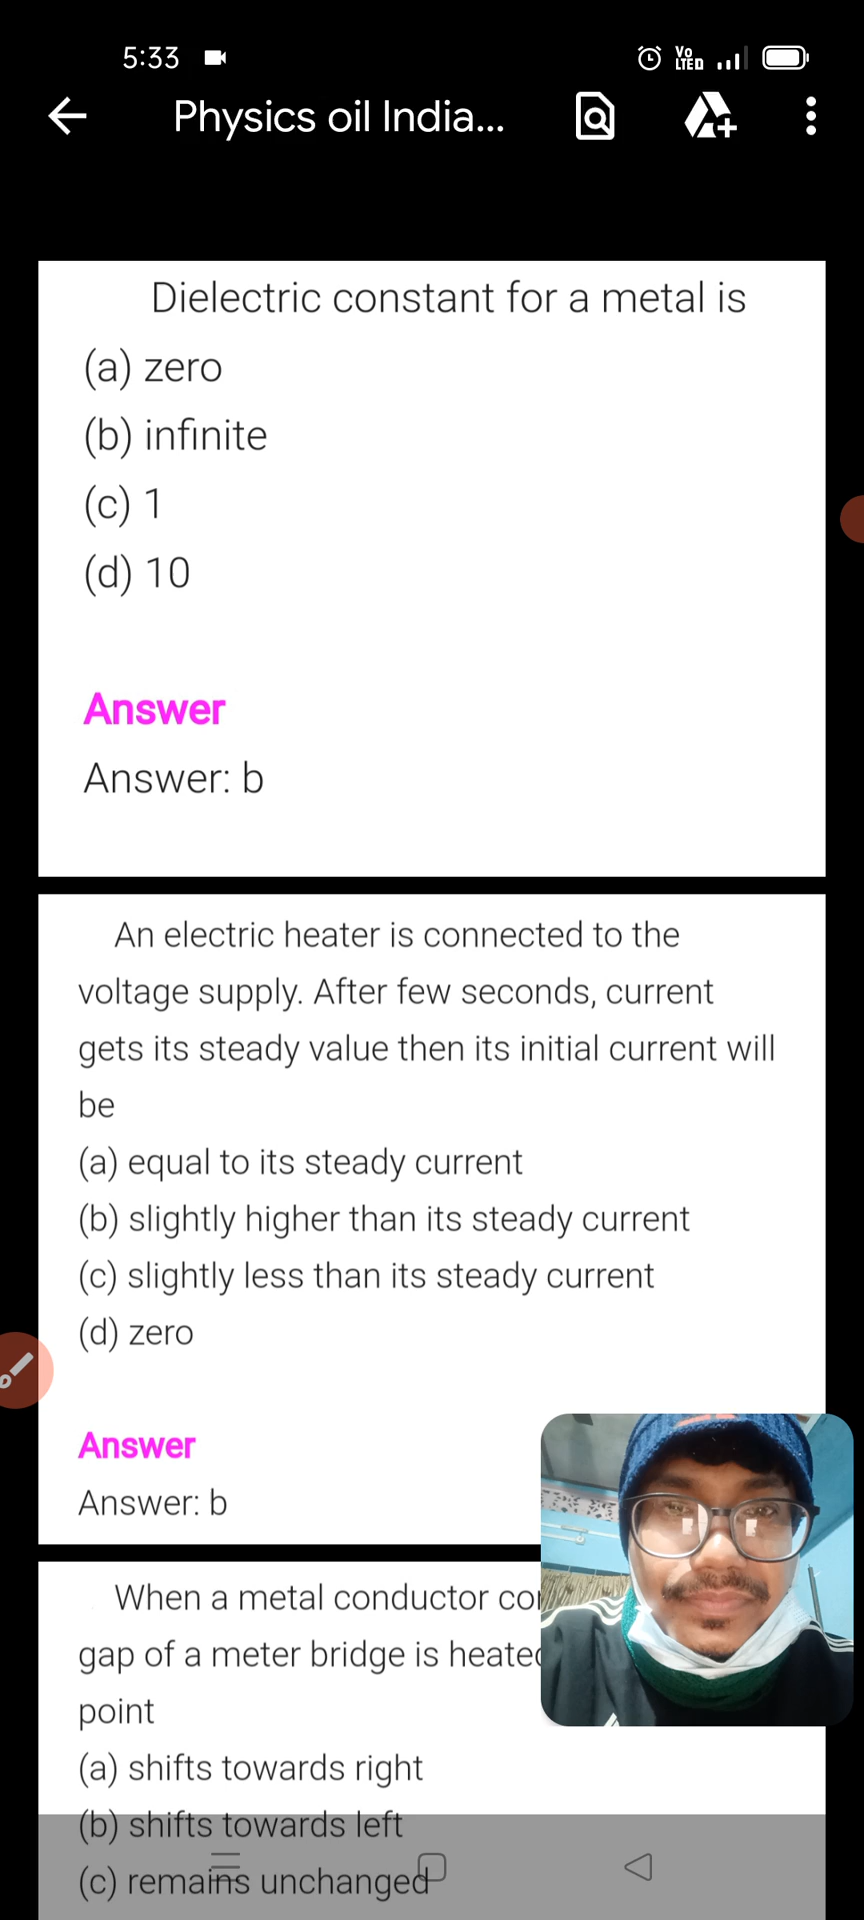 5:33
Vo
LTED
Physics oil India...
Dielectric constant for a metal is
(a) zero
(b) infinite
(c) 1
(d) 10
Answer
Answer: b
An electric heater is connected to the
voltage supply. After few seconds, current
gets its steady value then its initial current will
be
(a) equal to its steady current
(b) slightly higher than its steady current
(c) slightly less than its steady current
(d) zero
Answer
Answer: b
When a metal conductor
gap of a meter bridge is
point
(a) shifts towards right
(b) shifts towards left
(c) remains unchanged